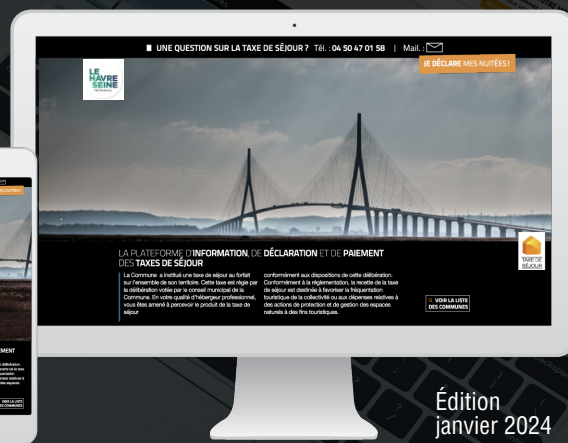 UNE QUESTION SUR LA TAXE DE SÉJOUR ? Tél. : 04 50 47 01 58 | Mail. :
JE DÉCLARE MES NUITÉES !
LE
HAVRE
SEINE
LA PLATEFORME D'INFORMATION, DE DÉCLARATION ET DE PAIEMENT
DES TAXES DE SÉJOUR
La Commune a institué une taxe de séjour au forfait
sur l'ensemble de son territoire. Cette taxe est régie par
la délibération votée par le conseil municipal de la
Commune. En votre qualité d'hébergeur professionnel,
vous êtes amené à percevoir le produit de la taxe de
séjour
conformément aux dispositions de cette délibération.
Conformément à la réglementation, la recette de la taxe
de séjour est destinée à favoriser la fréquentation
touristique de la collectivité ou aux dépenses relatives à
des actions de protection et de gestion des espaces
naturels à des fins touristiques.
TAXE DE
SÉJOUR
VOIR LA LISTE
DES COMMUNES
Édition
janvier 2024